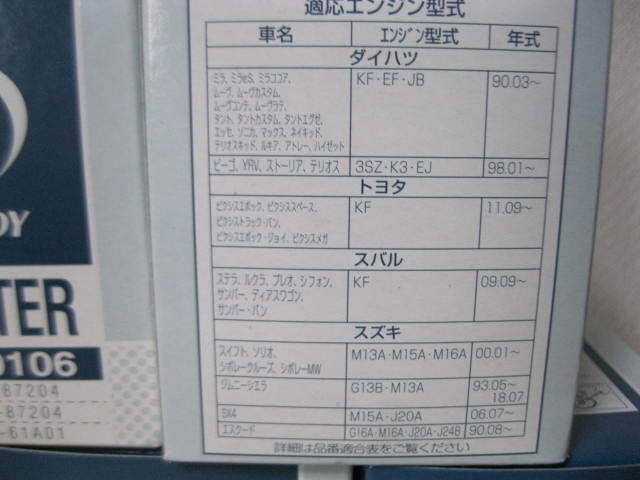 適応エンジン型式
車名 エンジン型式 年式
ダイハツ
ミラ、ミラeS、ミラココア、 KF・EF・JB 90.03～
ムーヴ、ムーヴカスタム、
ムーヴコンテ、ムーヴラテ、
タント、タントカスタム、タントエグゼ、
エッセ、ソニカ、マックス、ネイキッド、
テリオスキッド、ルキア、アトレー、ハイゼット
ビーゴ、YRV、ストーリア、テリオス 3SZ・K3・EJ 98.01～
トヨタ
ピクシスエポック、ピクシススペース、 KF 11.09～
ピクシストラック・バン、
ピクシスエポック・ジョイ、ピクシスメガ
スバル
ステラ、ルクラ、プレオ、シフォン、 KF 09.09～
サンバー、ディアスワゴン、
サンバー・バン
スズキ
スイフト、ソリオ、 M13A・M15A・M16A 00.01～
シボレークルーズ、シボレーMW
ジムニーシエラ G13B・M13A 93.05～
18.07
SX4 M15A・J20A 06.07～
エスクード G16A・M16A・J20A・J24B 90.08～
詳細は品番適合表をご覧ください
DY
TER
0106
87204
-87204
-61A01